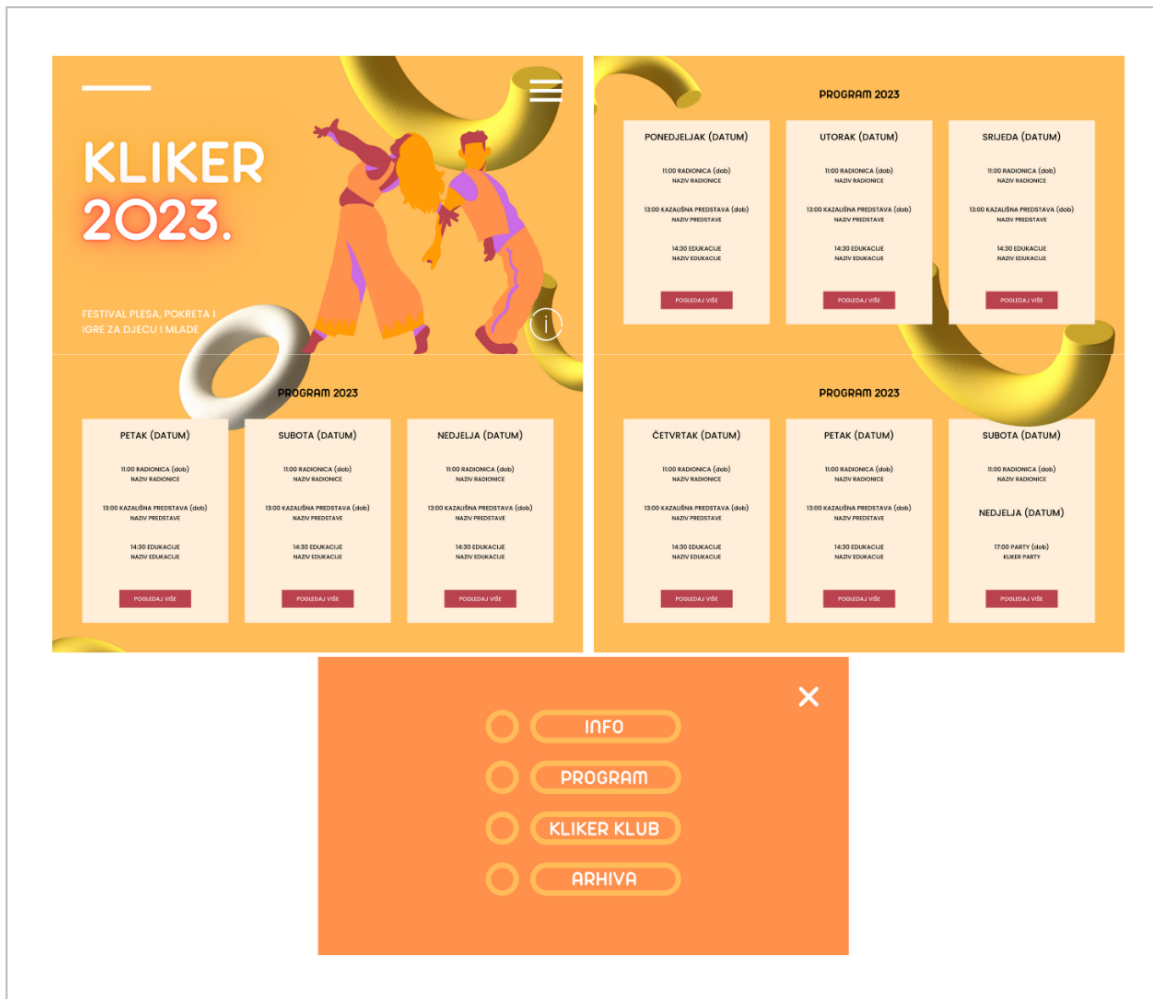 KLIKER
2023.
FESTIVAL PLESA, POKRETA I
IGRE ZA DJECU I MLADE
i
PROGRAM 2023
PETAK (DATUM)
11:00 RADIONICA (dob)
NAZIV RADIONICE
13:00 KAZALIŠNA PREDSTAVA (dob)
NAZIV PREDSTAVE
14:30 EDUKACIJE
NAZIV EDUKACIJE
POGLEDAJ VIŠE
SUBOTA (DATUM)
11:00 RADIONICA (dob)
NAZIV RADIONICE
13:00 KAZALIŠNA PREDSTAVA (dob)
NAZIV PREDSTAVE
14:30 EDUKACIJE
NAZIV EDUKACIJE
POGLEDAJ VIŠE
NEDJELJA (DATUM)
11:00 RADIONICA (dob)
NAZIV RADIONICE
13:00 KAZALIŠNA PREDSTAVA (dob)
NAZIV PREDSTAVE
14:30 EDUKACIJE
NAZIV EDUKACIJE
POGLEDAJ VIŠE
PROGRAM 2023
PONEDJELJAK (DATUM)
11:00 RADIONICA (dob)
NAZIV RADIONICE
13:00 KAZALIŠNA PREDSTAVA (dob)
NAZIV PREDSTAVE
14:30 EDUKACIJE
NAZIV EDUKACIJE
POGLEDAJ VIŠE
UTORAK (DATUM)
11:00 RADIONICA (dob)
NAZIV RADIONICE
13:00 KAZALIŠNA PREDSTAVA (dob)
NAZIV PREDSTAVE
14:30 EDUKACIJE
NAZIV EDUKACIJE
POGLEDAJ VIŠE
SRIJEDA (DATUM)
11:00 RADIONICA (dob)
NAZIV RADIONICE
13:00 KAZALIŠNA PREDSTAVA (dob)
NAZIV PREDSTAVE
14:30 EDUKACIJE
NAZIV EDUKACIJE
POGLEDAJ VIŠE
PROGRAM 2023
ČETVRTAK (DATUM)
11:00 RADIONICA (dob)
NAZIV RADIONICE
13:00 KAZALIŠNA PREDSTAVA (dob)
NAZIV PREDSTAVE
14:30 EDUKACIJE
NAZIV EDUKACIJE
POGLEDAJ VIŠE
PETAK (DATUM)
11:00 RADIONICA (dob)
NAZIV RADIONICE
13:00 KAZALIŠNA PREDSTAVA (dob)
NAZIV PREDSTAVE
14:30 EDUKACIJE
NAZIV EDUKACIJE
POGLEDAJ VIŠE
SUBOTA (DATUM)
11:00 RADIONICA (dob)
NAZIV RADIONICE
NEDJELJA (DATUM)
17:00 PARTY (dob)
KLIKER PARTY
POGLEDAJ VIŠE
INFO
PROGRAM
KLIKER KLUB
ARHIVA